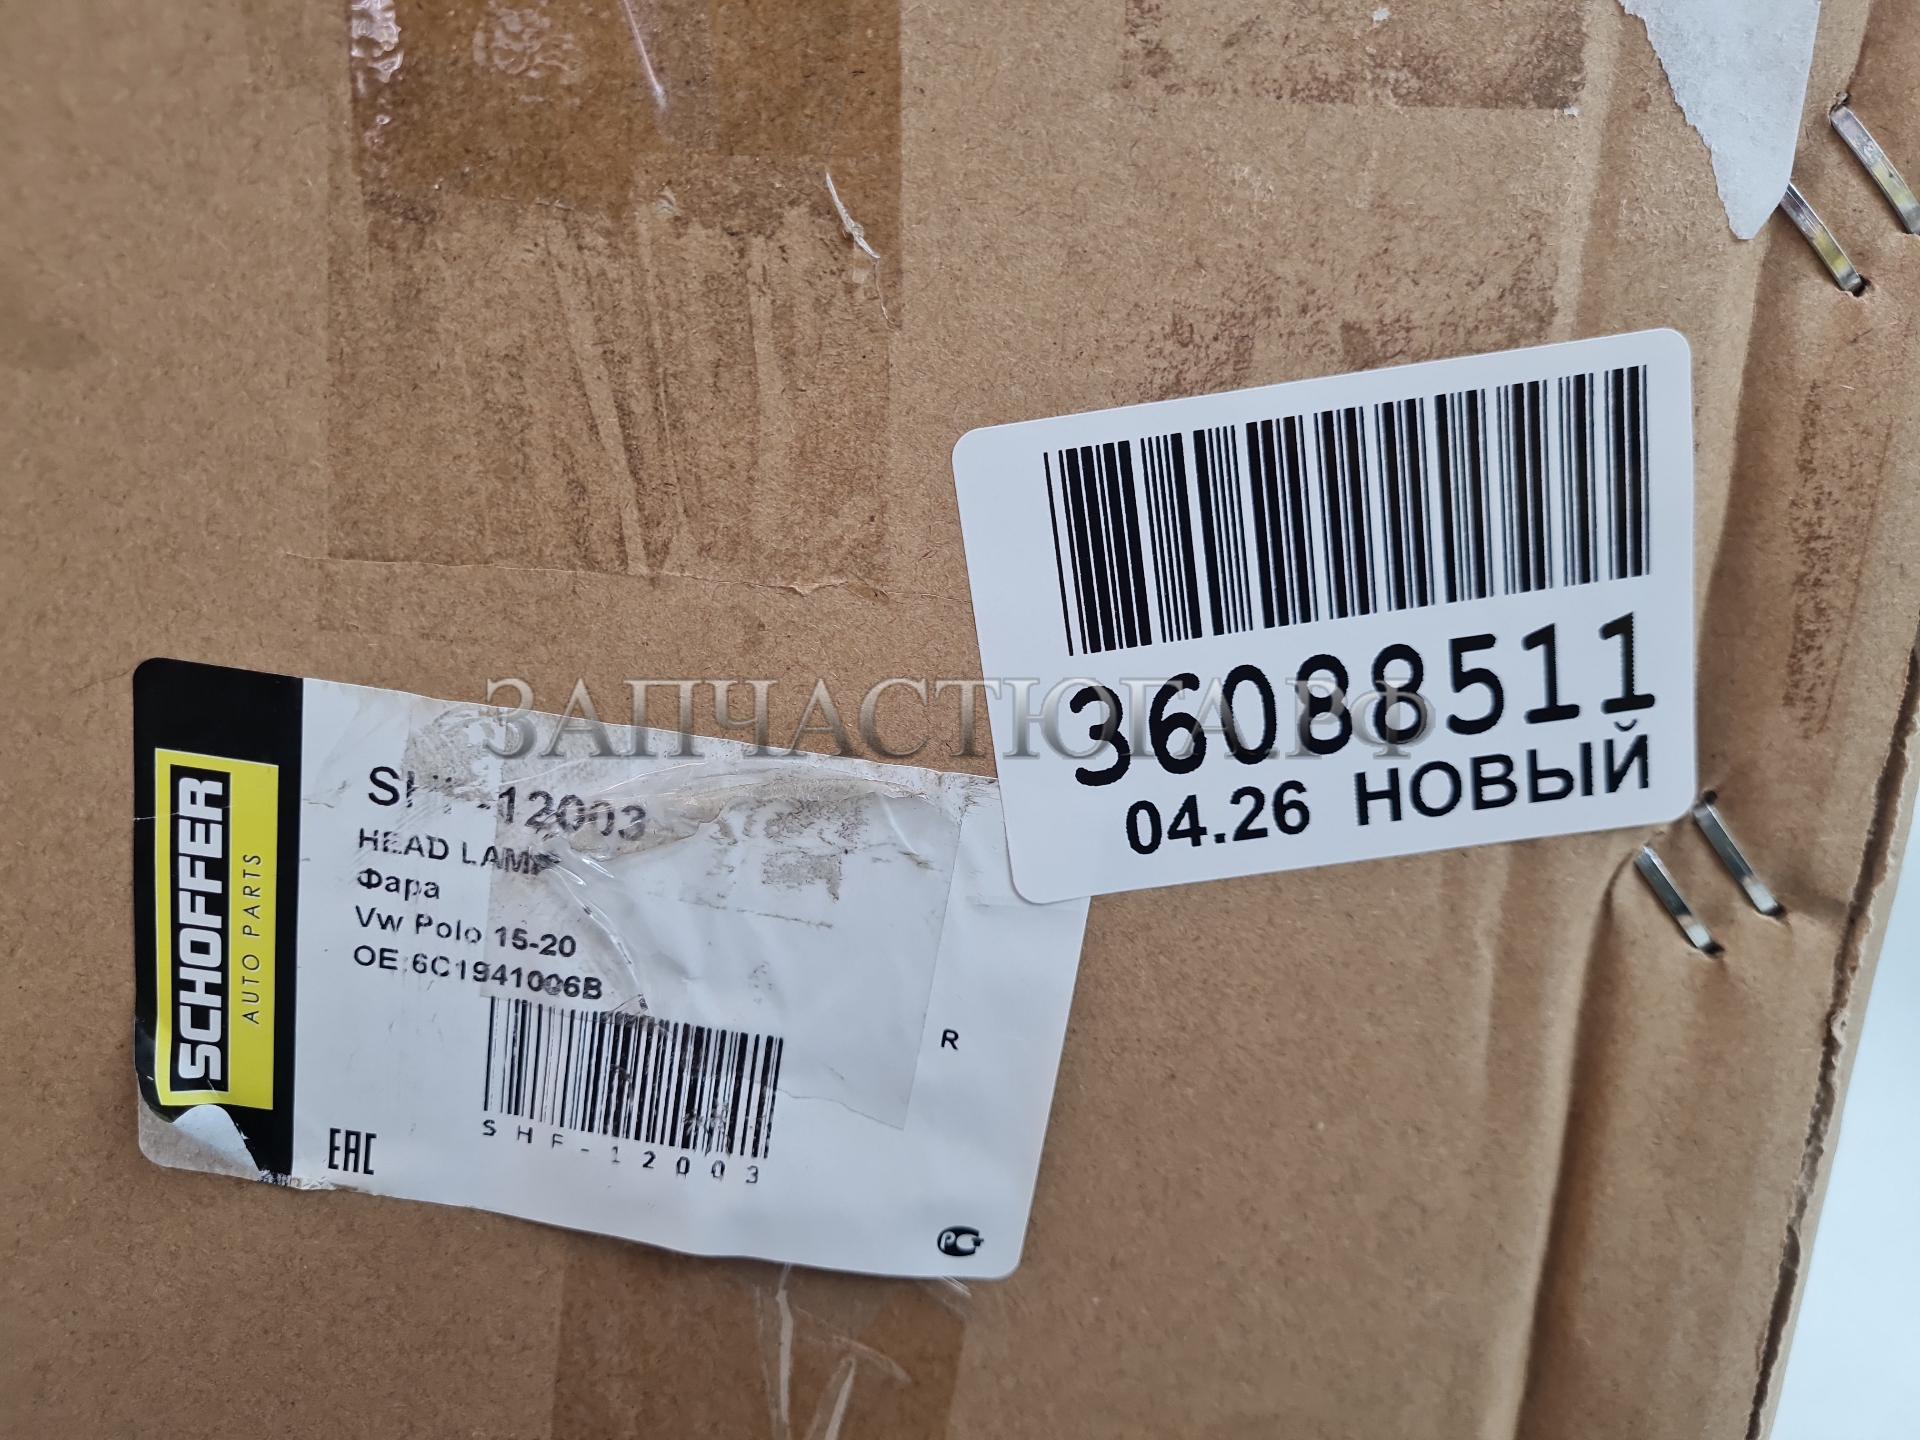 36088511
04.26 НОВЫЙ
ЗАПЧАСТЮГА.РФ
SCHOFFER
AUTO PARTS
SHF-12003
HEAD LAMP
Фара
Vw Polo 15-20
OE:6C1941006B
R
SHF-12003
EAC